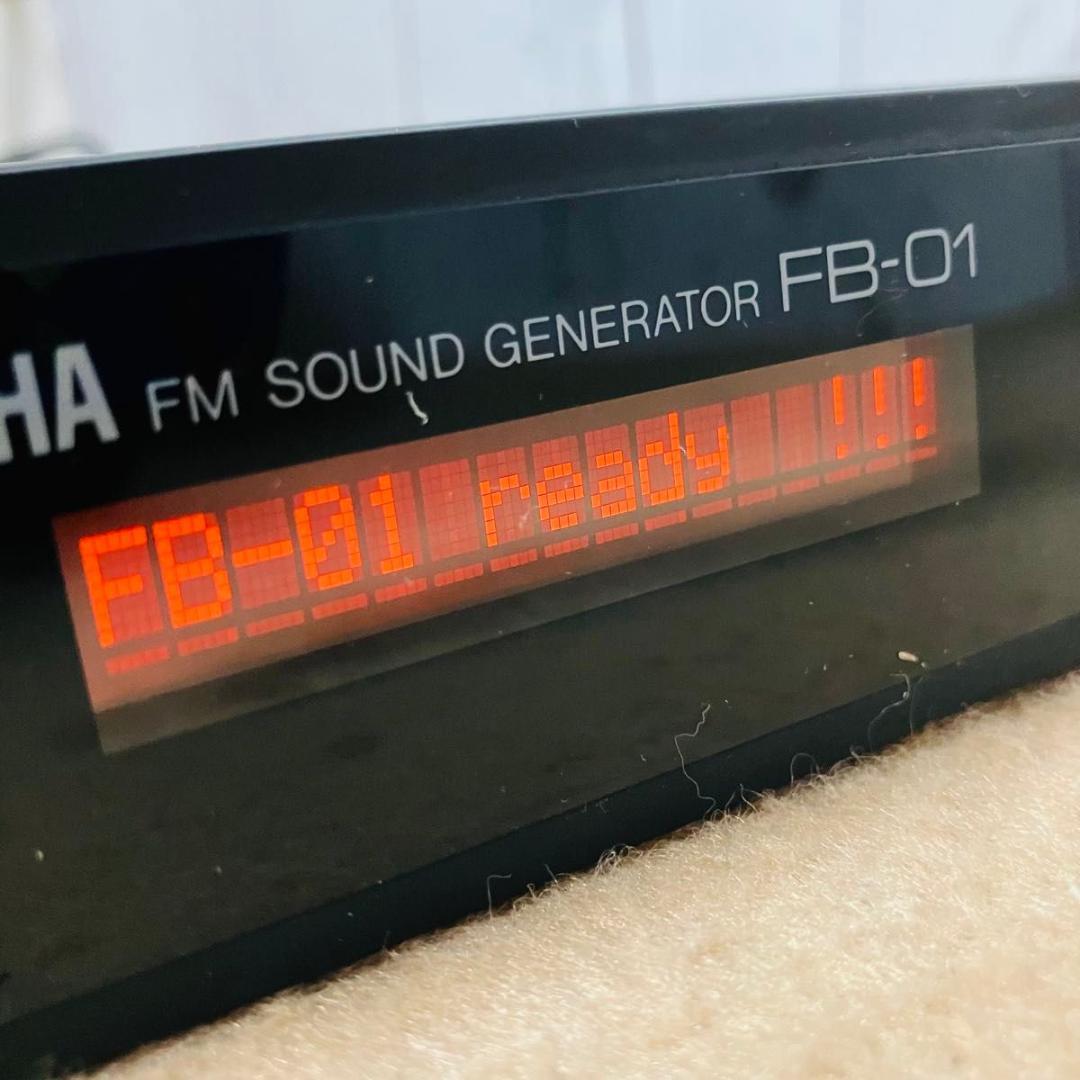 HA FM SOUND GENERATOR FB-01
FB-01 ready !!!